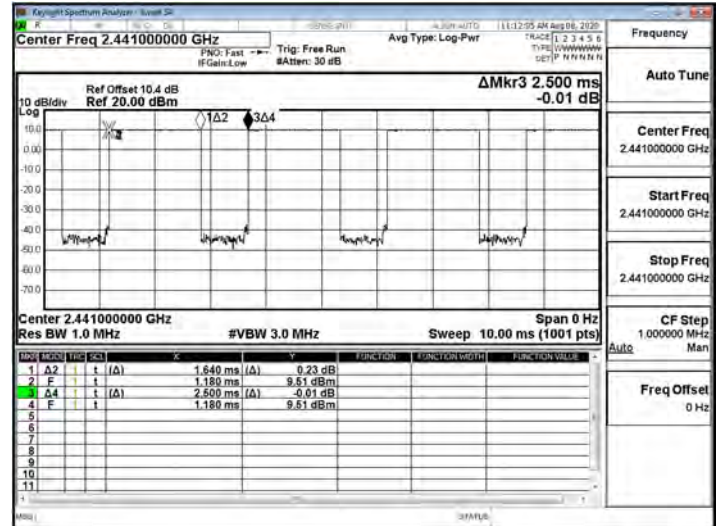 Keysight Spectrum Analyzer - Swept SA
Center Freq 2.441000000 GHz
PNO: Fast
IFGain:Low
Trig: Free Run
#Atten: 30 dB
Avg Type: Log-Pwr
11:12:05 AM Aug 08, 2020
TRACE 1 2 3 4 5 6
TYPE WWWWWW
DET P N N N N N
Ref Offset 10.4 dB
Ref 20.00 dBm
10 dB/div
Log
ΔMkr3 2.500 ms
-0.01 dB
1Δ2
3Δ4
10.0
0.00
-10.0
-20.0
-30.0
-40.0
-50.0
-60.0
-70.0
Center 2.441000000 GHz
Span 0 Hz
Res BW 1.0 MHz
#VBW 3.0 MHz
Sweep 10.00 ms (1001 pts)
MKR MODE TRC SCL X Y FUNCTION FUNCTION WIDTH FUNCTION VALUE
1 Δ2 1 t (Δ) 1.640 ms (Δ) 0.23 dB
2 F 1 t 1.180 ms 9.51 dBm
3 Δ4 1 t (Δ) 2.500 ms (Δ) -0.01 dB
4 F 1 t 1.180 ms 9.51 dBm
5
6
7
8
9
10
11
MSG
STATUS
Frequency
Auto Tune
Center Freq
2.441000000 GHz
Start Freq
2.441000000 GHz
Stop Freq
2.441000000 GHz
CF Step
1.000000 MHz
Auto Man
Freq Offset
0 Hz